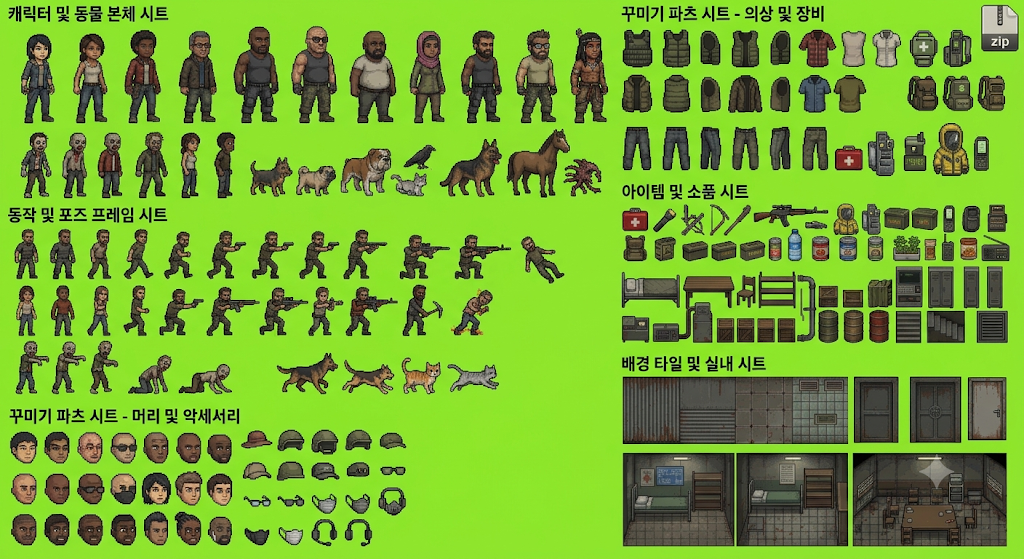 캐릭터 및 동물 본체 시트
동작 및 포즈 프레임 시트
꾸미기 파츠 시트 - 머리 및 악세서리
꾸미기 파츠 시트 - 의상 및 장비
zip
아이템 및 소품 시트
배경 타일 및 실내 시트